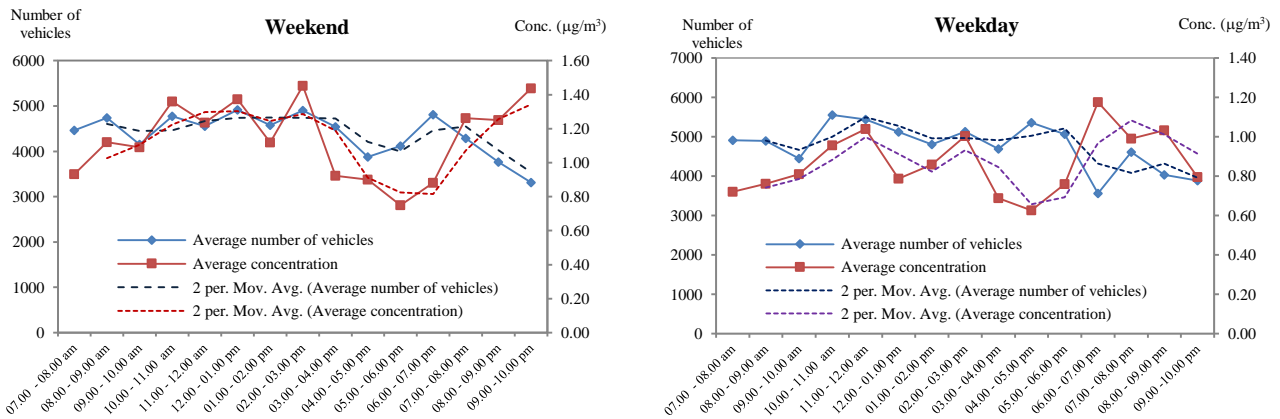 Number of
vehicles
Weekend
Conc. (µg/m³)
6000
5000
4000
3000
2000
1000
0
1.60
1.40
1.20
1.00
0.80
0.60
0.40
0.20
0.00
Average number of vehicles
Average concentration
2 per. Mov. Avg. (Average number of vehicles)
2 per. Mov. Avg. (Average concentration)
07.00 - 08.00 am
08.00 - 09.00 am
09.00 - 10.00 am
10.00 - 11.00 am
11.00 - 12.00 am
12.00 - 01.00 pm
01.00 - 02.00 pm
02.00 - 03.00 pm
03.00 - 04.00 pm
04.00 - 05.00 pm
05.00 - 06.00 pm
06.00 - 07.00 pm
07.00 - 08.00 pm
08.00 - 09.00 pm
09.00 -10.00 pm
Number of
vehicles
Weekday
Conc. (µg/m³)
7000
6000
5000
4000
3000
2000
1000
0
1.40
1.20
1.00
0.80
0.60
0.40
0.20
0.00
Average number of vehicles
Average concentration
2 per. Mov. Avg. (Average number of vehicles)
2 per. Mov. Avg. (Average concentration)
07.00 - 08.00 am
08.00 - 09.00 am
09.00 - 10.00 am
10.00 - 11.00 am
11.00 - 12.00 am
12.00 - 01.00 pm
01.00 - 02.00 pm
02.00 - 03.00 pm
03.00 - 04.00 pm
04.00 - 05.00 pm
05.00 - 06.00 pm
06.00 - 07.00 pm
07.00 - 08.00 pm
08.00 - 09.00 pm
09.00 -10.00 pm